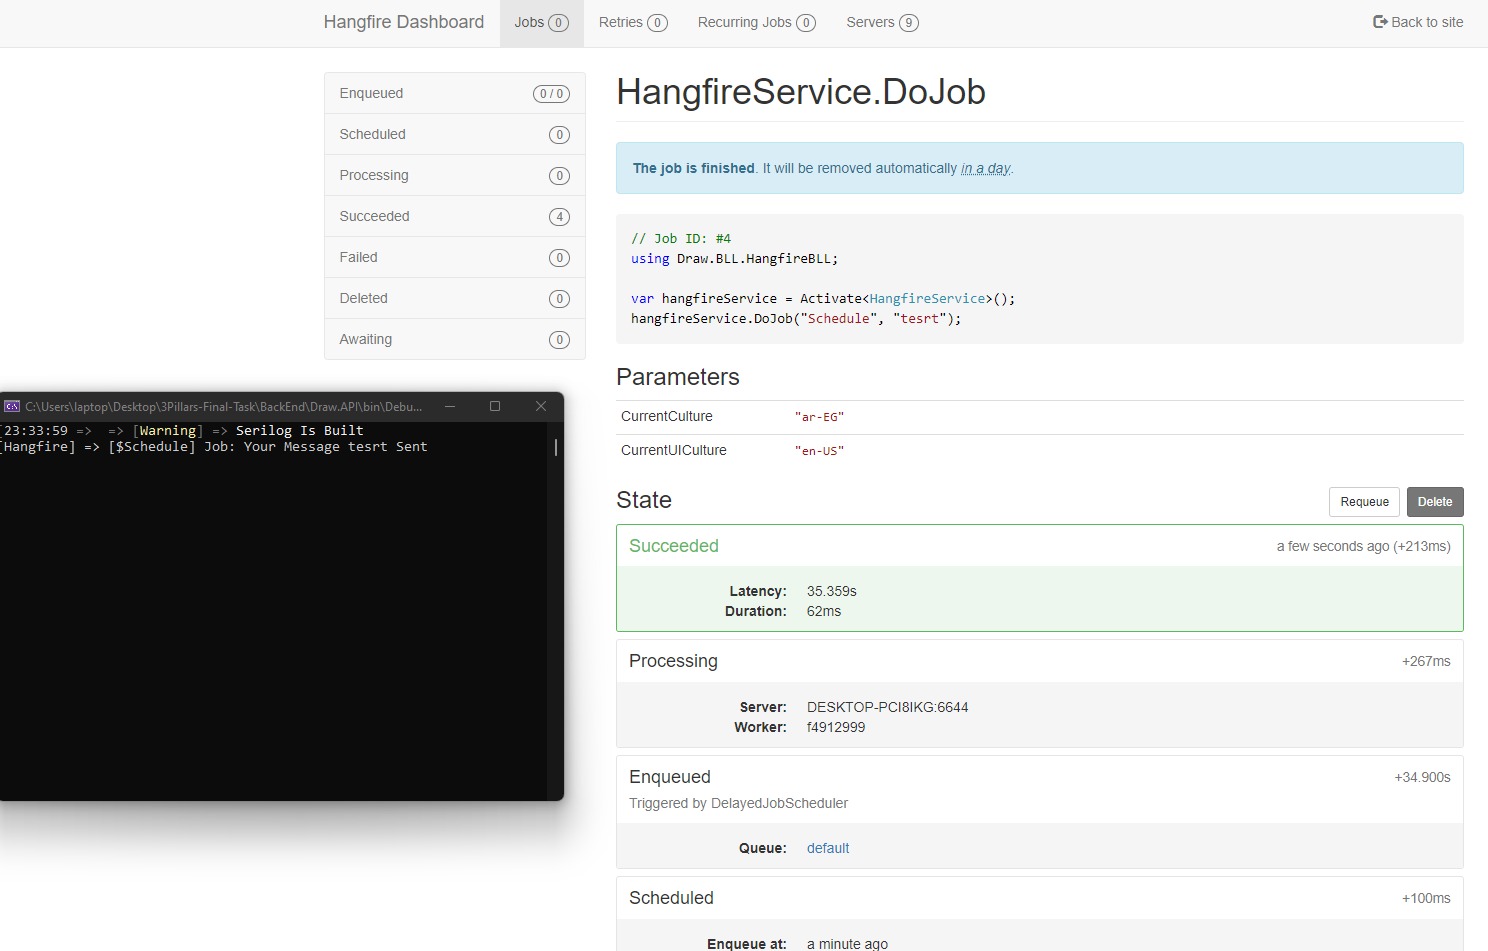 Hangfire Dashboard Jobs 0 Retries 0 Recurring Jobs 0 Servers 9 Back to site
Enqueued 0 / 0
Scheduled 0
Processing 0
Succeeded 4
Failed 0
Deleted 0
Awaiting 0
HangfireService.DoJob
The job is finished. It will be removed automatically in a day.
// Job ID: #4
using Draw.BLL.HangfireBLL;
var hangfireService = Activate<HangfireService>();
hangfireService.DoJob("Schedule", "tesrt");
Parameters
CurrentCulture "ar-EG"
CurrentUICulture "en-US"
State Requeue Delete
Succeeded a few seconds ago (+213ms)
Latency: 35.359s
Duration: 62ms
Processing +267ms
Server: DESKTOP-PCI8IKG:6644
Worker: f4912999
Enqueued +34.900s
Triggered by DelayedJobScheduler
Queue: default
Scheduled +100ms
Enqueue at: a minute ago
C:\Users\laptop\Desktop\3Pillars-Final-Task\BackEnd\Draw.API\bin\Debu...
[23:33:59 =>  => [Warning] => Serilog Is Built
[Hangfire] => [$Schedule] Job: Your Message tesrt Sent